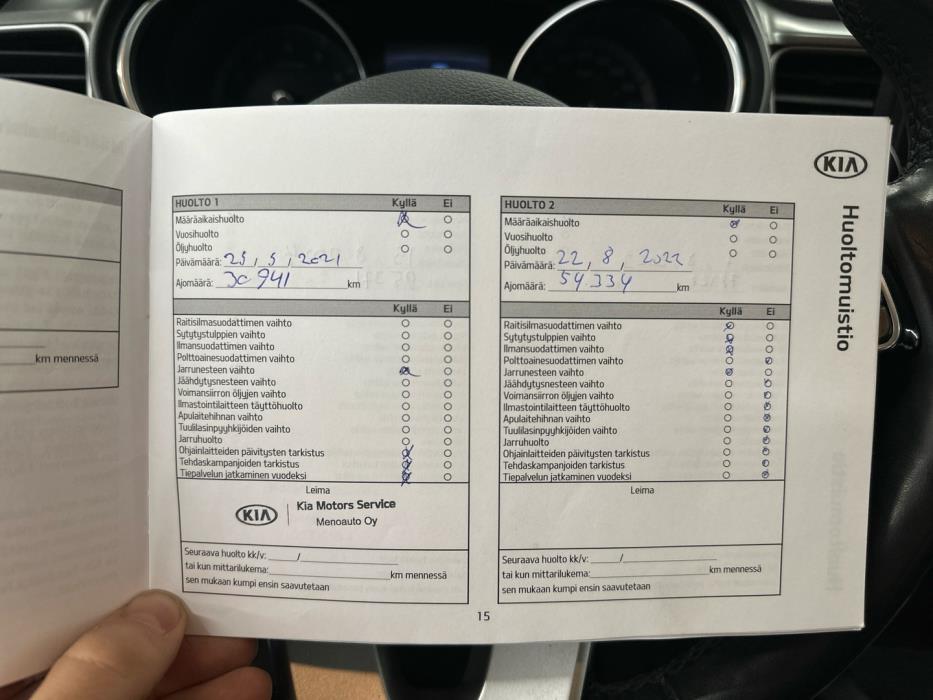 KIA
Huoltomuistio
HUOLTO 1 Kyllä Ei
Määräaikaishuolto
Vuosihuolto
Öljyhuolto
Päivämäärä: 25, 5, 2021
Ajomäärä: 30 941 km
Kyllä Ei
Raitisilmasuodattimen vaihto
Sytytystulppien vaihto
Ilmansuodattimen vaihto
Polttoainesuodattimen vaihto
Jarrunesteen vaihto
Jäähdytysnesteen vaihto
Voimansiirron öljyjen vaihto
Ilmastointilaitteen täyttöhuolto
Apulaitehihnan vaihto
Tuulilasinpyyhkijöiden vaihto
Jarruhuolto
Ohjainlaitteiden päivitysten tarkistus
Tehdaskampanjoiden tarkistus
Tiepalvelun jatkaminen vuodeksi
Leima
KIA Kia Motors Service
Menoauto Oy
Seuraava huolto kk/v: /
tai kun mittarilukema: km mennessä
sen mukaan kumpi ensin saavutetaan
HUOLTO 2 Kyllä Ei
Määräaikaishuolto
Vuosihuolto
Öljyhuolto
Päivämäärä: 22, 8, 2022
Ajomäärä: 54.334 km
Kyllä Ei
Raitisilmasuodattimen vaihto
Sytytystulppien vaihto
Ilmansuodattimen vaihto
Polttoainesuodattimen vaihto
Jarrunesteen vaihto
Jäähdytysnesteen vaihto
Voimansiirron öljyjen vaihto
Ilmastointilaitteen täyttöhuolto
Apulaitehihnan vaihto
Tuulilasinpyyhkijöiden vaihto
Jarruhuolto
Ohjainlaitteiden päivitysten tarkistus
Tehdaskampanjoiden tarkistus
Tiepalvelun jatkaminen vuodeksi
Leima
Seuraava huolto kk/v: /
tai kun mittarilukema: km mennessä
sen mukaan kumpi ensin saavutetaan
km mennessä
15